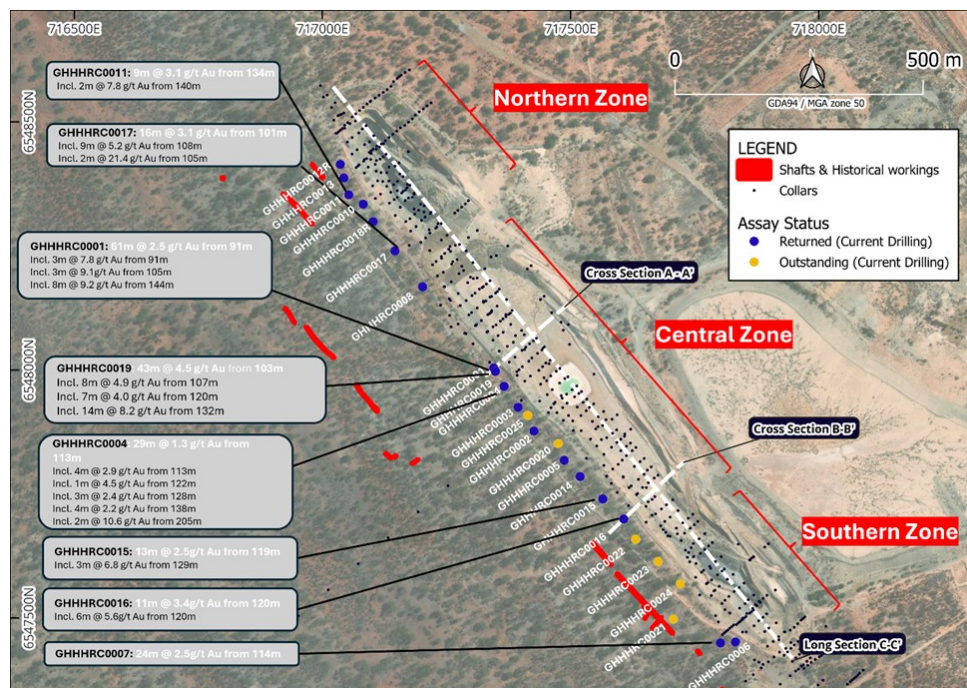 716500E
717000E
717500E
718000E
6548500N
6548000N
6547500N
0
500 m
N
GDA94 / MGA zone 50
LEGEND
Shafts & Historical workings
Collars
Assay Status
Returned (Current Drilling)
Outstanding (Current Drilling)
Northern Zone
Central Zone
Southern Zone
Cross Section A - A'
Cross Section B-B'
Long Section C-C'
GHHHRC0011: 9m @ 3.1 g/t Au from 134m
Incl. 2m @ 7.8 g/t Au from 140m
GHHHRC0017: 16m @ 3.1 g/t Au from 101m
Incl. 9m @ 5.2 g/t Au from 108m
Incl. 2m @ 21.4 g/t Au from 105m
GHHHRC0001: 61m @ 2.5 g/t Au from 91m
Incl. 3m @ 7.8 g/t Au from 91m
Incl. 3m @ 9.1g/t Au from 105m
Incl. 8m @ 9.2 g/t Au from 144m
GHHHRC0019: 43m @ 4.5 g/t Au from 103m
Incl. 8m @ 4.9 g/t Au from 107m
Incl. 7m @ 4.0 g/t Au from 120m
Incl. 14m @ 8.2 g/t Au from 132m
GHHHRC0004: 29m @ 1.3 g/t Au from
113m
Incl. 4m @ 2.9 g/t Au from 113m
Incl. 1m @ 4.5 g/t Au from 122m
Incl. 3m @ 2.4 g/t Au from 128m
Incl. 4m @ 2.2 g/t Au from 138m
Incl. 2m @ 10.6 g/t Au from 205m
GHHHRC0015: 13m @ 2.5g/t Au from 119m
Incl. 3m @ 6.8 g/t Au from 129m
GHHHRC0016: 11m @ 3.4g/t Au from 120m
Incl. 6m @ 5.6g/t Au from 120m
GHHHRC0007: 24m @ 2.5g/t Au from 114m
GHHHRC0012R
GHHHRC0013
GHHHRC0010
GHHHRC0018R
GHHHRC0017
GHHHRC0008
GHHHRC0019
GHHHRC0003
GHHHRC0025
GHHHRC0002
GHHHRC0020
GHHHRC0005
GHHHRC0014
GHHHRC0015
GHHHRC0016
GHHHRC0022
GHHHRC0023
GHHHRC0024
GHHHRC0021
GHHHRC0006